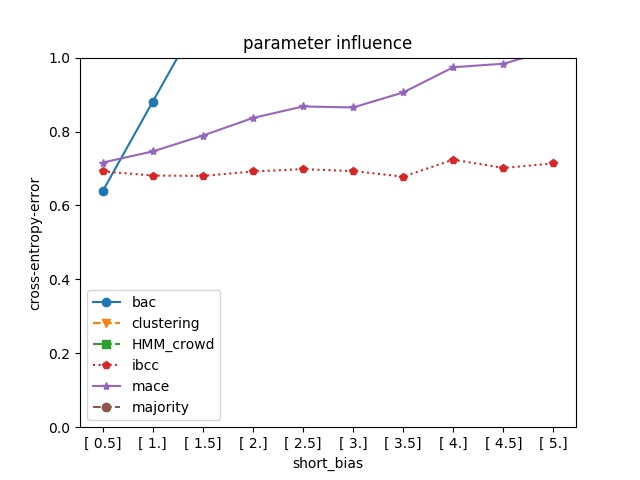 parameter influence
1.0
0.8
0.6
0.4
0.2
0.0
cross-entropy-error
bac
clustering
HMM_crowd
ibcc
mace
majority
[ 0.5] [ 1.] [ 1.5] [ 2.] [ 2.5] [ 3.] [ 3.5] [ 4.] [ 4.5] [ 5.]
short_bias